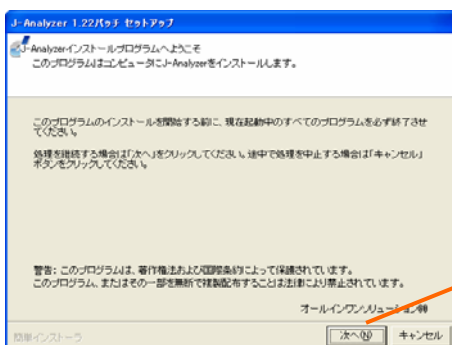 J-Analyzer 1.22パッチ セットアップ
J-Analyzerインストールプログラムへようこそ
このプログラムはコンピュータにJ-Analyzerをインストールします。
このプログラムのインストールを開始する前に、現在起動中のすべてのプログラムを必ず終了させ
てください。
処理を継続する場合は「次へ」をクリックしてください。途中で処理を中止する場合は「キャンセル」
ボタンをクリックしてください。
警告: このプログラムは、著作権法および国際条約によって保護されています。
このプログラム、またはその一部を無断で複製配布することは法律により禁止されています。
オールインワンソリューション
簡単インストーラ
次へ(N)
キャンセル